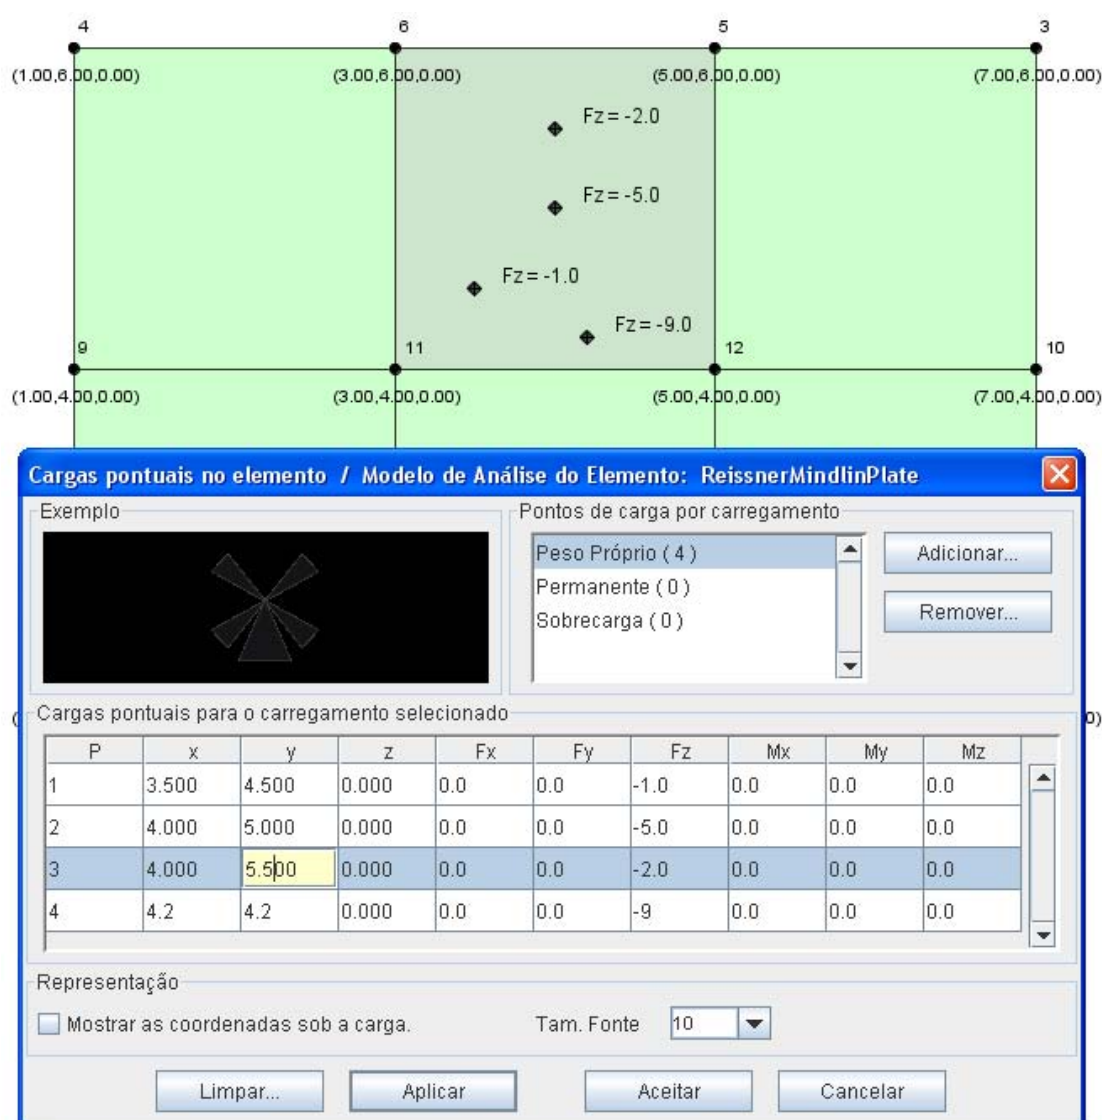 4 6 5 3
(1.00,6.00,0.00) (3.00,6.00,0.00) (5.00,6.00,0.00) (7.00,6.00,0.00)
Fz = -2.0
Fz = -5.0
Fz = -1.0
Fz = -9.0
9 11 12 10
(1.00,4.00,0.00) (3.00,4.00,0.00) (5.00,4.00,0.00) (7.00,4.00,0.00)
Cargas pontuais no elemento / Modelo de Análise do Elemento: ReissnerMindlinPlate
Exemplo
Pontos de carga por carregamento
Peso Próprio ( 4 )
Permanente ( 0 )
Sobrecarga ( 0 )
Adicionar...
Remover...
( 0)
Cargas pontuais para o carregamento selecionado
P x y z Fx Fy Fz Mx My Mz
1 3.500 4.500 0.000 0.0 0.0 -1.0 0.0 0.0 0.0
2 4.000 5.000 0.000 0.0 0.0 -5.0 0.0 0.0 0.0
3 4.000 5.500 0.000 0.0 0.0 -2.0 0.0 0.0 0.0
4 4.2 4.2 0.000 0.0 0.0 -9 0.0 0.0 0.0
Representação
Mostrar as coordenadas sob a carga. Tam. Fonte 10
Limpar... Aplicar Aceitar Cancelar